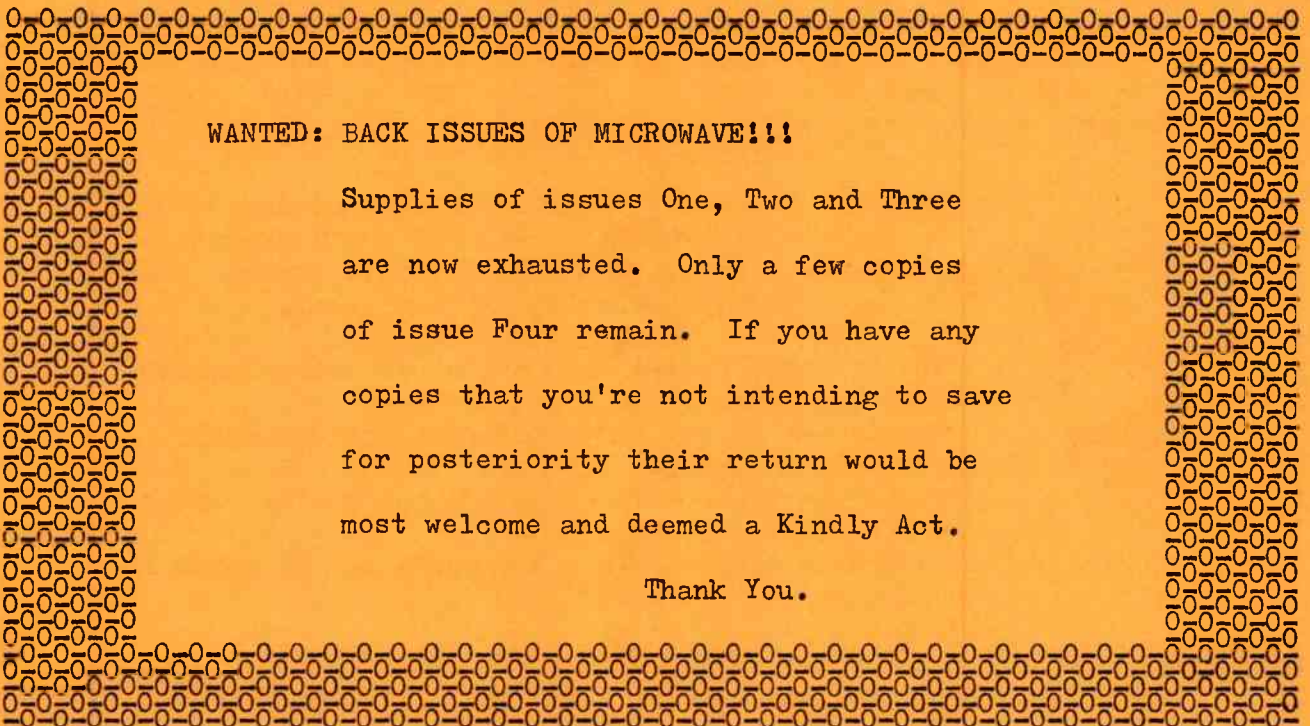 WANTED: BACK ISSUES OF MICROWAVE!!!
Supplies of issues One, Two and Three
are now exhausted. Only a few copies
of issue Four remain. If you have any
copies that you're not intending to save
for posteriority their return would be
most welcome and deemed a Kindly Act.
Thank You.